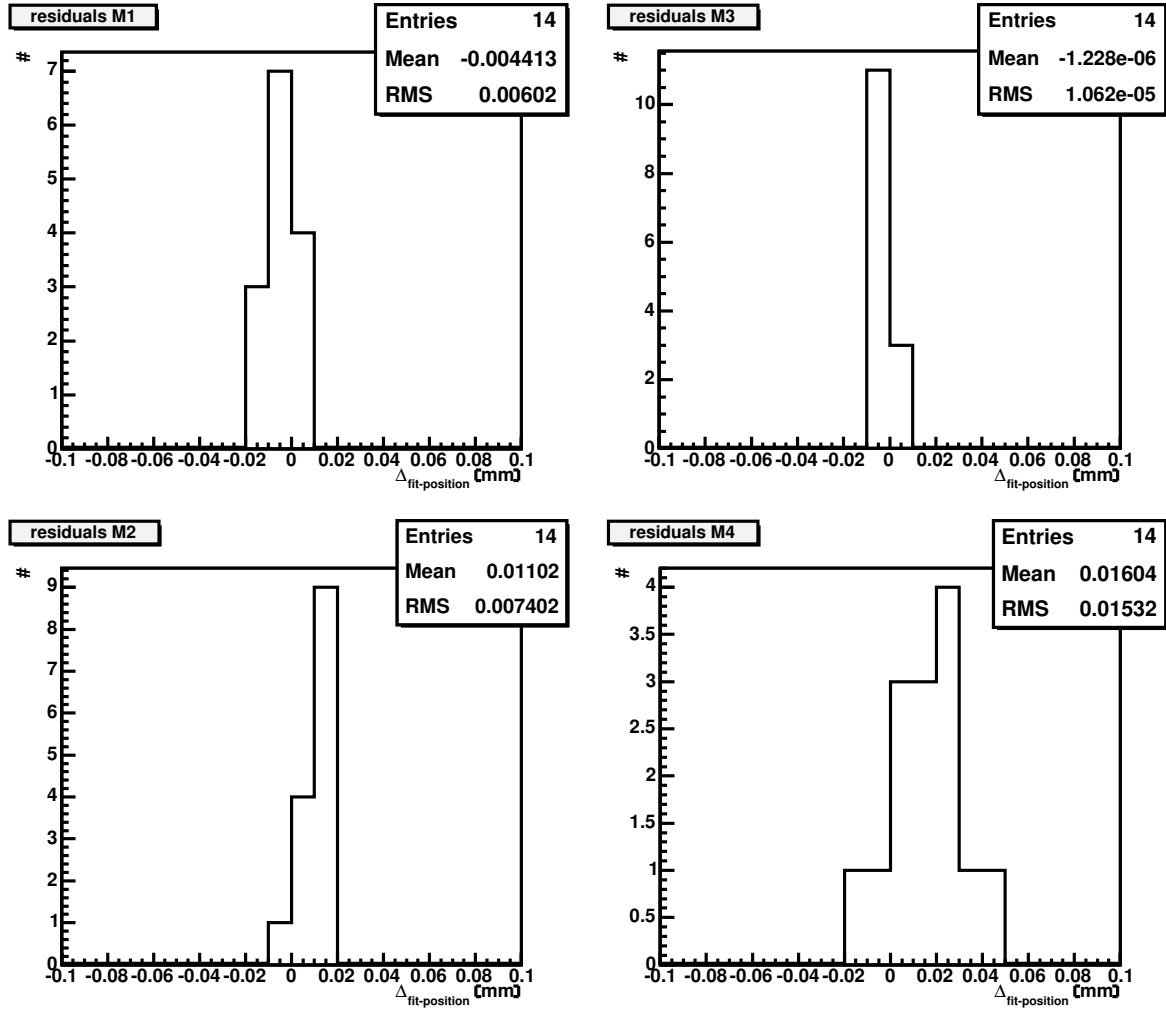 residuals M1
Entries 14
Mean -0.004413
RMS 0.00602
#
7
6
5
4
3
2
1
0
-0.1 -0.08 -0.06 -0.04 -0.02 0 0.02 0.04 0.06 0.08 0.1
Δfit-position [mm]
residuals M3
Entries 14
Mean -1.228e-06
RMS 1.062e-05
#
10
8
6
4
2
0
-0.1 -0.08 -0.06 -0.04 -0.02 0 0.02 0.04 0.06 0.08 0.1
Δfit-position [mm]
residuals M2
Entries 14
Mean 0.01102
RMS 0.007402
#
9
8
7
6
5
4
3
2
1
0
-0.1 -0.08 -0.06 -0.04 -0.02 0 0.02 0.04 0.06 0.08 0.1
Δfit-position [mm]
residuals M4
Entries 14
Mean 0.01604
RMS 0.01532
#
4
3.5
3
2.5
2
1.5
1
0.5
0
-0.1 -0.08 -0.06 -0.04 -0.02 0 0.02 0.04 0.06 0.08 0.1
Δfit-position [mm]